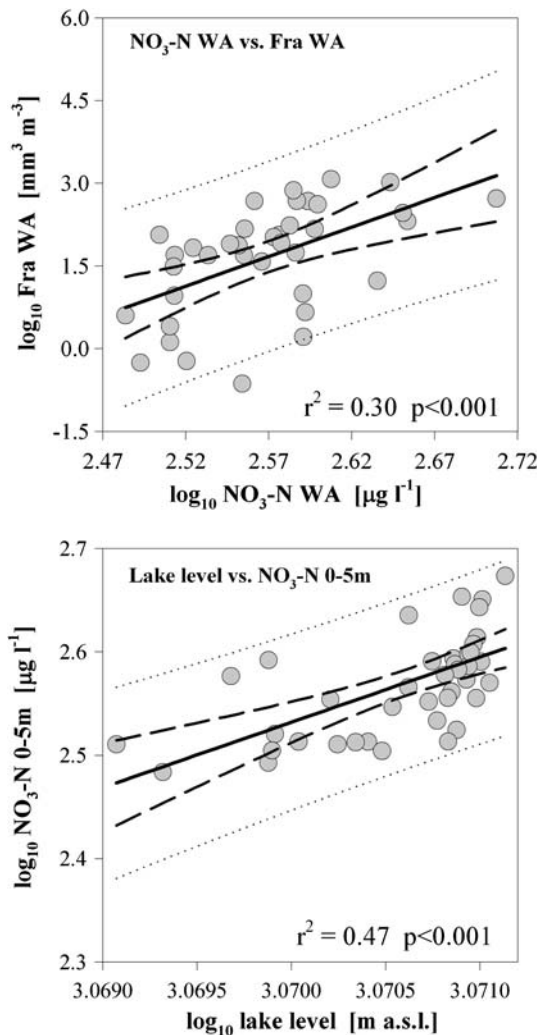 NO₃-N WA vs. Fra WA
log₁₀ Fra WA [mm³ m⁻³]
6.0
4.5
3.0
1.5
0.0
-1.5
r² = 0.30 p<0.001
2.47 2.52 2.57 2.62 2.67 2.72
log₁₀ NO₃-N WA [µg l⁻¹]
Lake level vs. NO₃-N 0-5m
log₁₀ NO₃-N 0-5m [µg l⁻¹]
2.7
2.6
2.5
2.4
2.3
r² = 0.47 p<0.001
3.0690 3.0695 3.0700 3.0705 3.0710
log₁₀ lake level [m a.s.l.]